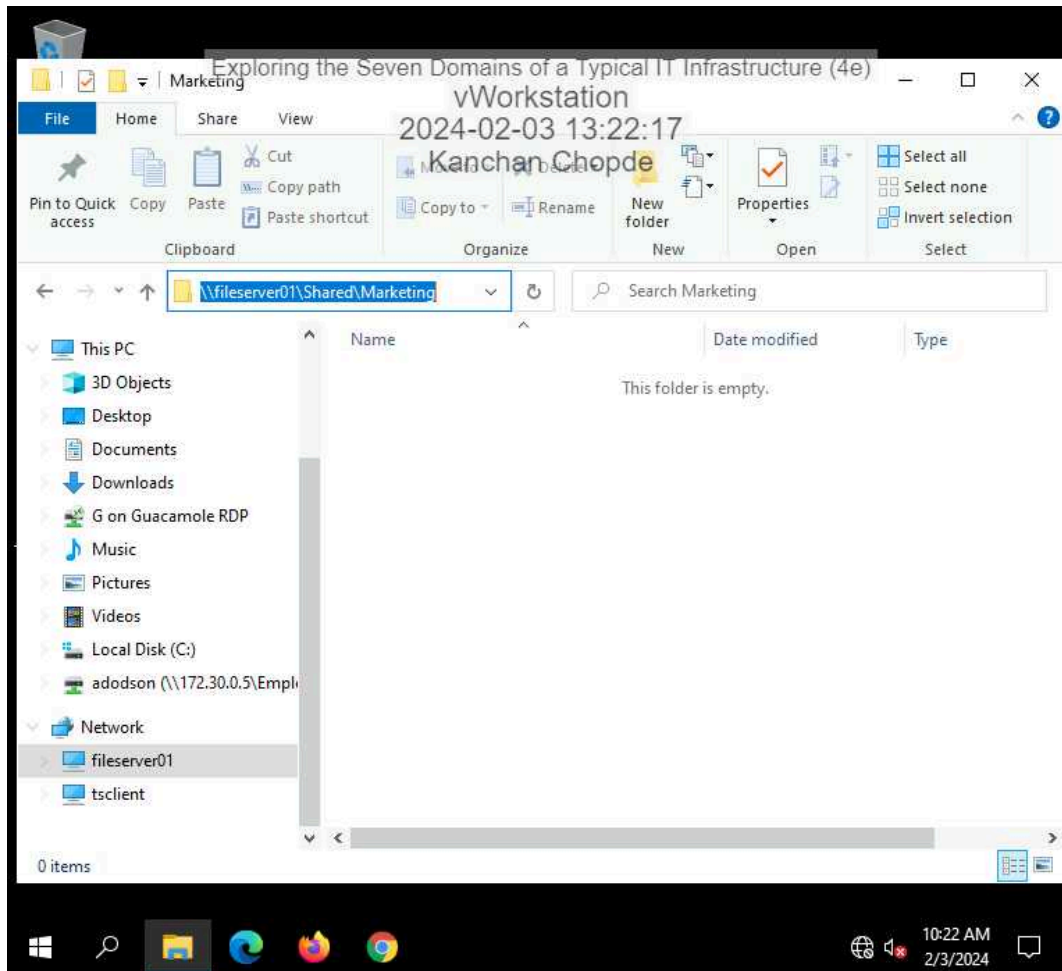 Marketing
Exploring the Seven Domains of a Typical IT Infrastructure (4e)
vWorkstation
2024-02-03 13:22:17
Kanchan Chopde
File Home Share View
Pin to Quick access
Copy
Paste
Cut
Copy path
Paste shortcut
Copy to
Rename
New folder
Properties
Select all
Select none
Invert selection
Clipboard Organize New Open Select
\\fileserver01\Shared\Marketing
Search Marketing
Name Date modified Type
This folder is empty.
This PC
3D Objects
Desktop
Documents
Downloads
G on Guacamole RDP
Music
Pictures
Videos
Local Disk (C:)
adodson (\\172.30.0.5\Empl
Network
fileserver01
tsclient
0 items
10:22 AM
2/3/2024